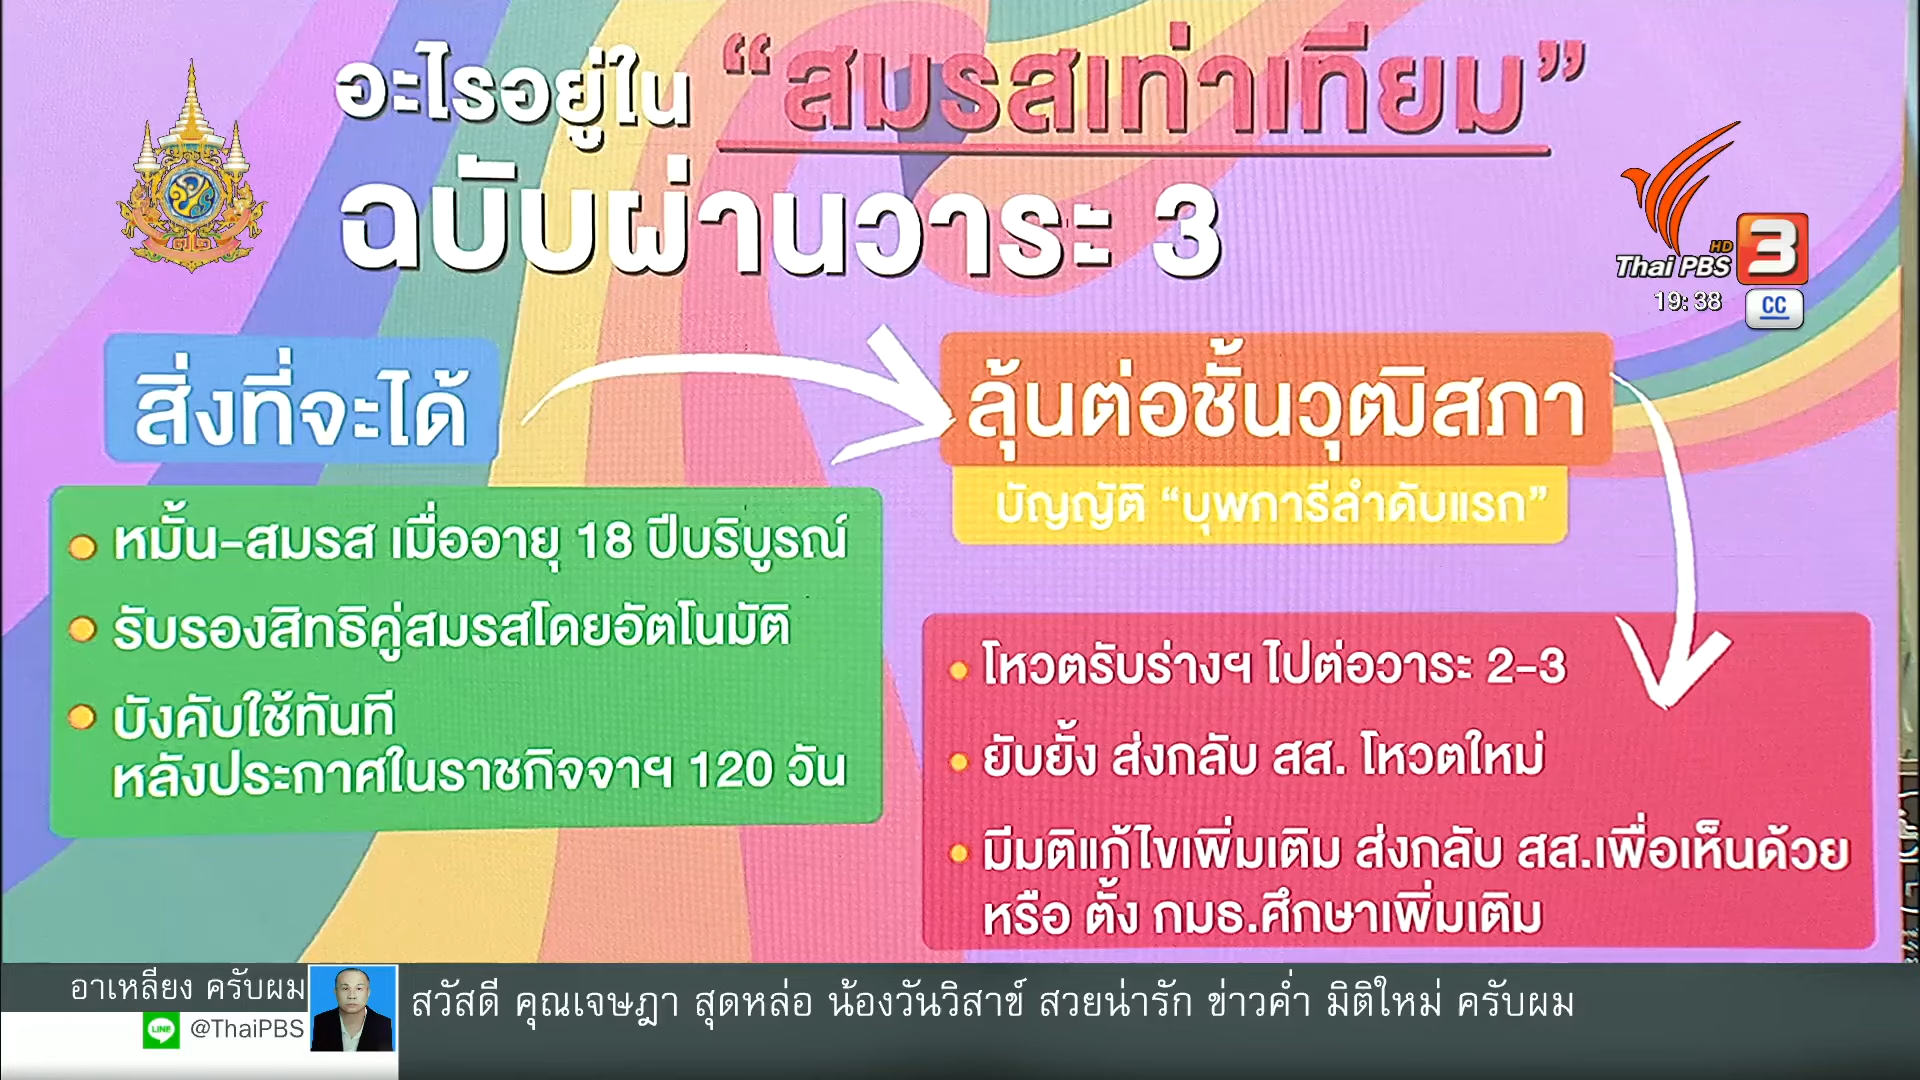 อะไรอยู่ใน “สมรสเท่าเทียม”
ฉบับผ่านวาระ 3
HD
Thai PBS 3
19:38 CC
สิ่งที่จะได้
หมั้น-สมรส เมื่ออายุ 18 ปีบริบูรณ์
รับรองสิทธิคู่สมรสโดยอัตโนมัติ
บังคับใช้ทันที
หลังประกาศในราชกิจจาฯ 120 วัน
ลุ้นต่อชั้นวุฒิสภา
บัญญัติ “บุพการีลำดับแรก”
โหวตรับร่างฯ ไปต่อวาระ 2-3
ยับยั้ง ส่งกลับ สส. โหวตใหม่
มีมติแก้ไขเพิ่มเติม ส่งกลับ สส.เพื่อเห็นด้วย
หรือ ตั้ง กมธ.ศึกษาเพิ่มเติม
อาเหลียง ครับผม
LINE @ThaiPBS
สวัสดี คุณเจษฎา สุดหล่อ น้องวันวิสาข์ สวยน่ารัก ข่าวค่ำ มิติใหม่ ครับผม